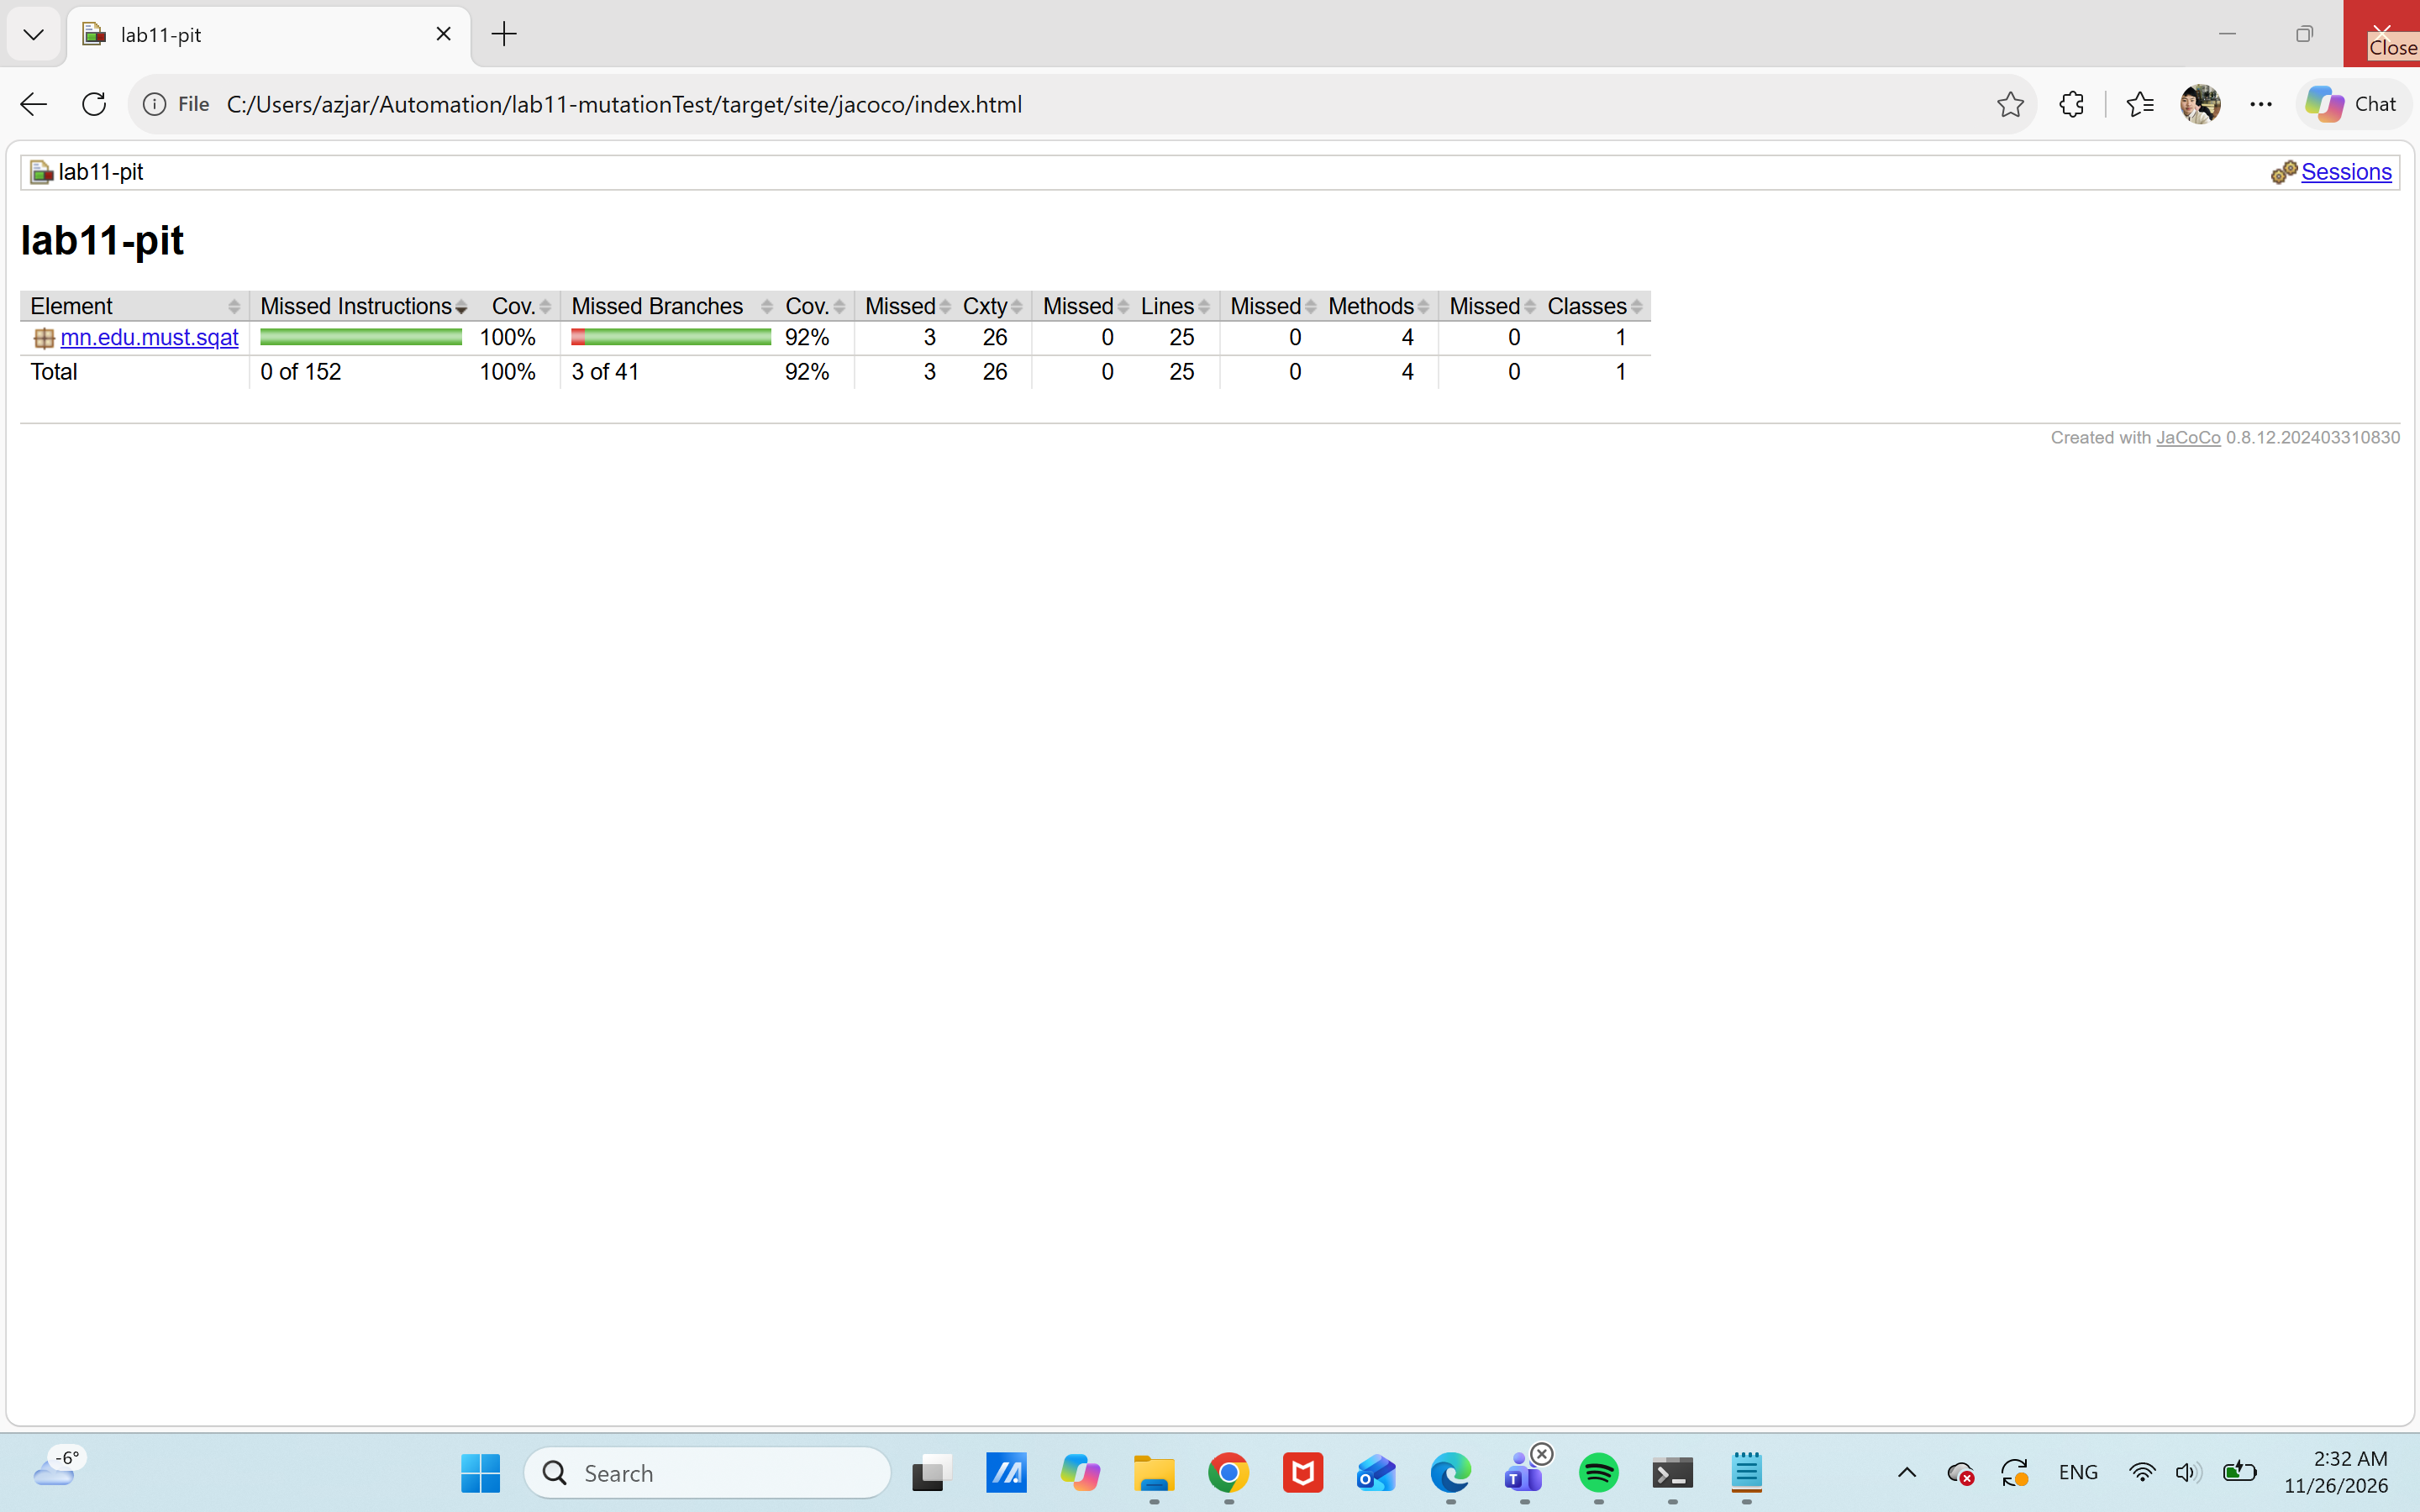 lab11-pit
Close
File C:/Users/azjar/Automation/lab11-mutationTest/target/site/jacoco/index.html
Chat
lab11-pit Sessions
lab11-pit
Element Missed Instructions Cov. Missed Branches Cov. Missed Cxty Missed Lines Missed Methods Missed Classes
mn.edu.must.sqat 100% 92% 3 26 0 25 0 4 0 1
Total 0 of 152 100% 3 of 41 92% 3 26 0 25 0 4 0 1
Created with JaCoCo 0.8.12.202403310830
-6°
Search
ENG
2:32 AM
11/26/2026